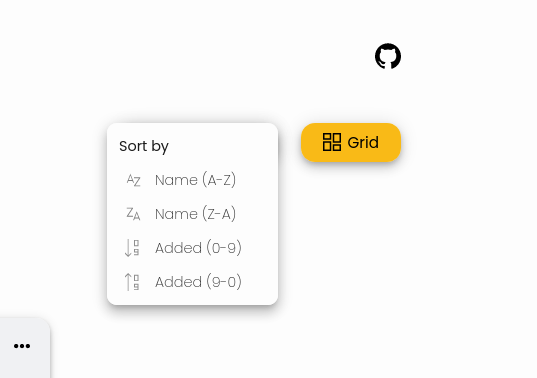 Sort by
Grid
Name (A-Z)
Name (Z-A)
Added (0-9)
Added (9-0)